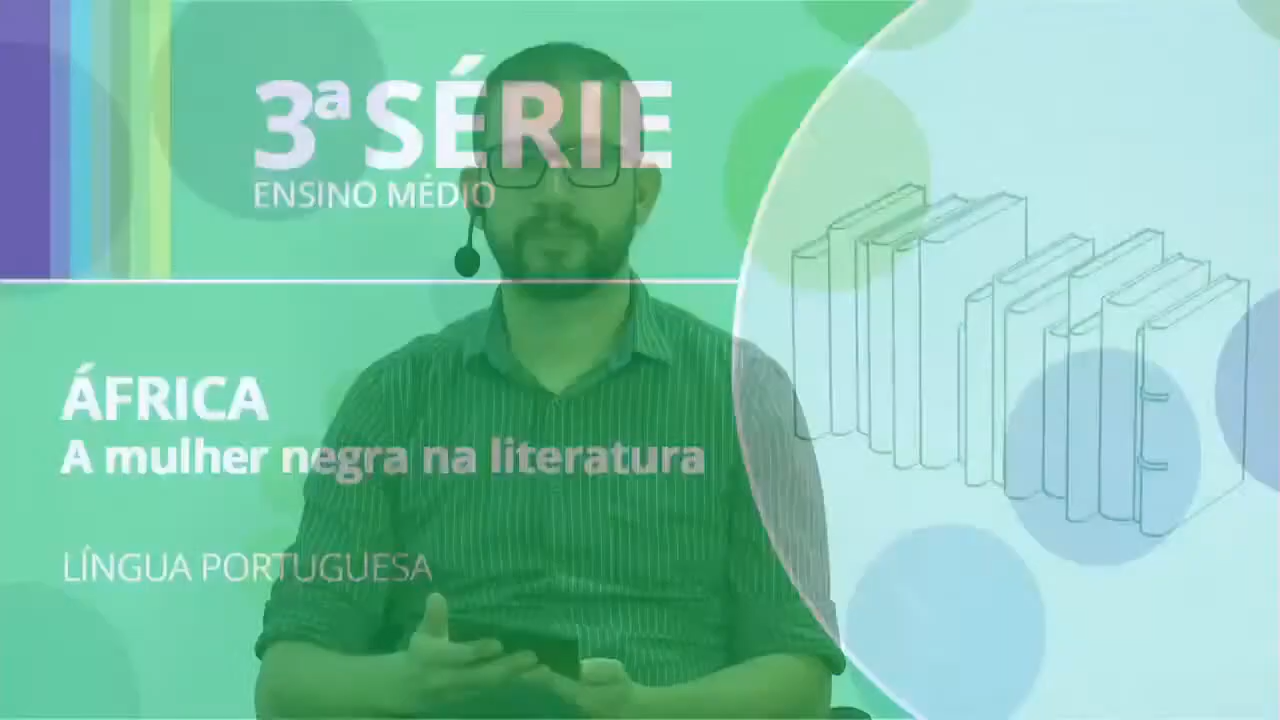 3ª SÉRIE
ENSINO MÉDIO
ÁFRICA
A mulher negra na literatura
LÍNGUA PORTUGUESA